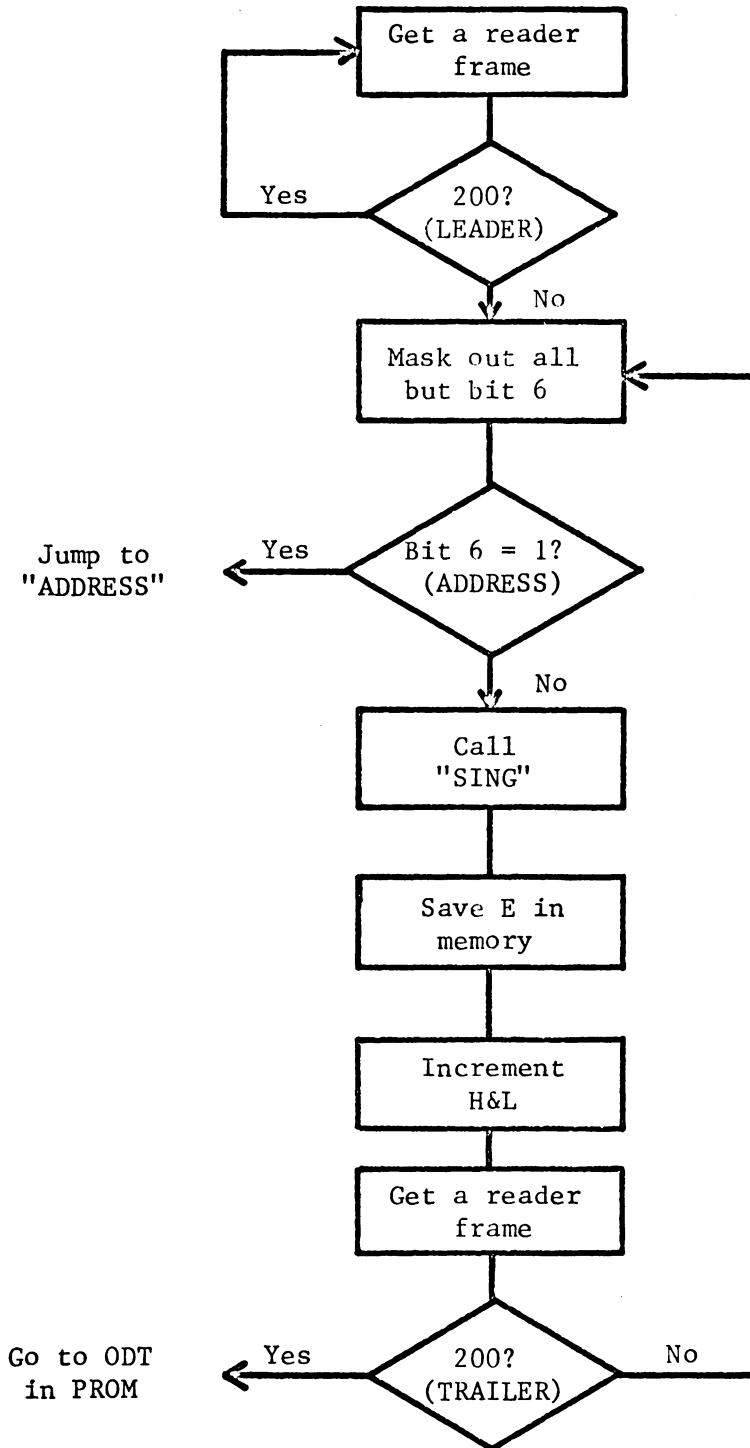 Get a reader
frame
Yes
200?
(LEADER)
No
Mask out all
but bit 6
Jump to
"ADDRESS"
Yes
Bit 6 = 1?
(ADDRESS)
No
Call
"SING"
Save E in
memory
Increment
H&L
Get a reader
frame
Go to ODT
in PROM
Yes
200?
(TRAILER)
No